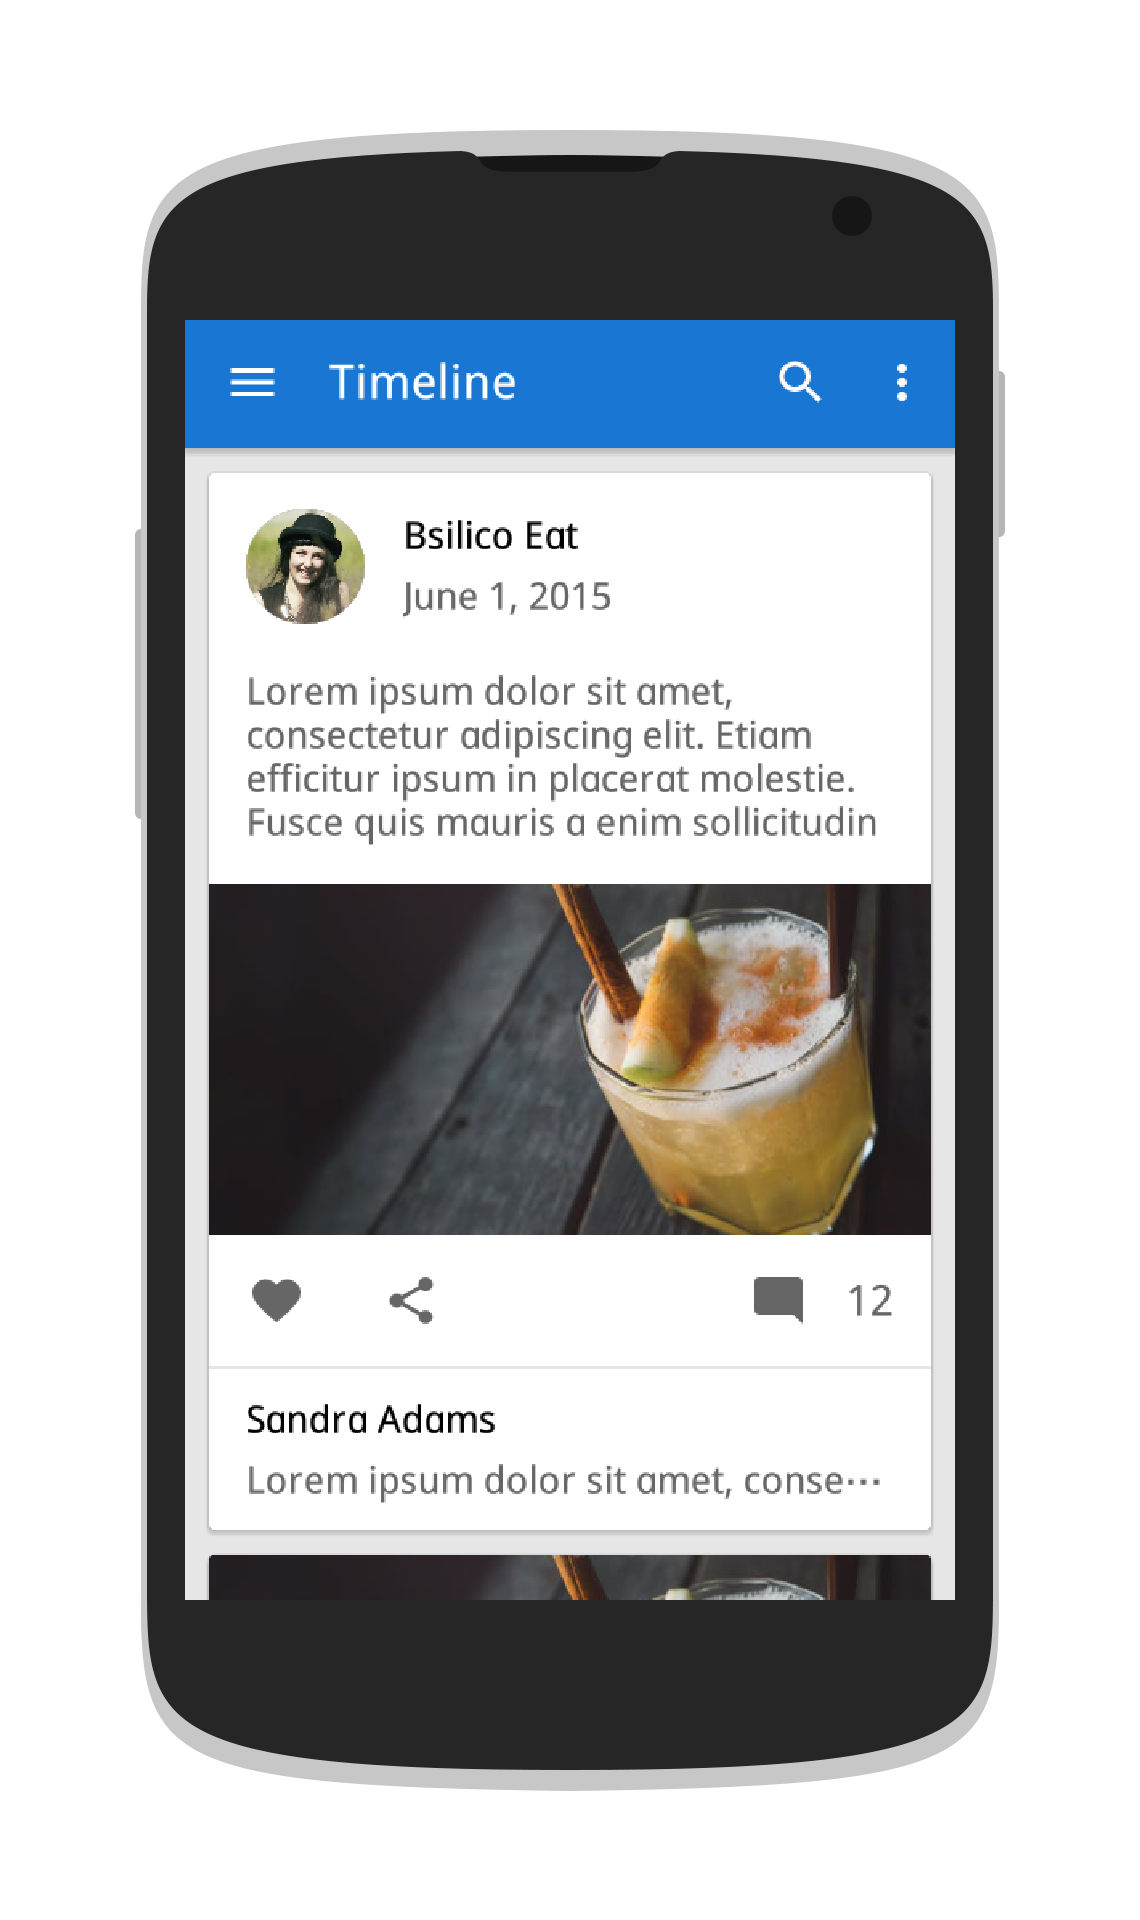 Timeline
Bsilico Eat
June 1, 2015
Lorem ipsum dolor sit amet,
consectetur adipiscing elit. Etiam
efficitur ipsum in placerat molestie.
Fusce quis mauris a enim sollicitudin
12
Sandra Adams
Lorem ipsum dolor sit amet, conse···